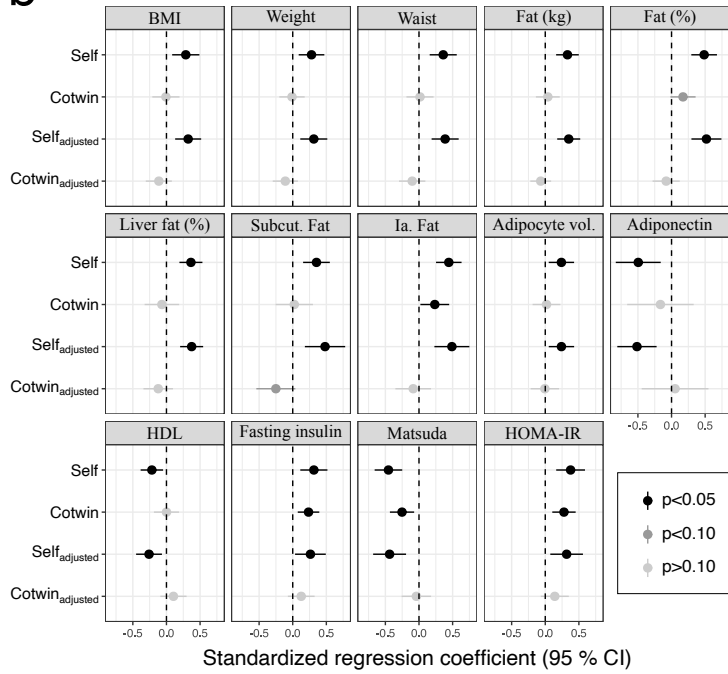 b
BMI Weight Waist Fat (kg) Fat (%)
Self
Cotwin
Selfadjusted
Cotwinadjusted
Liver fat (%) Subcut. Fat Ia. Fat Adipocyte vol. Adiponectin
Self
Cotwin
Selfadjusted
Cotwinadjusted
-0.5 0.0 0.5
HDL Fasting insulin Matsuda HOMA-IR
Self
Cotwin
Selfadjusted
Cotwinadjusted
p<0.05
p<0.10
p>0.10
-0.5 0.0 0.5 -0.5 0.0 0.5 -0.5 0.0 0.5 -0.5 0.0 0.5
Standardized regression coefficient (95 % CI)